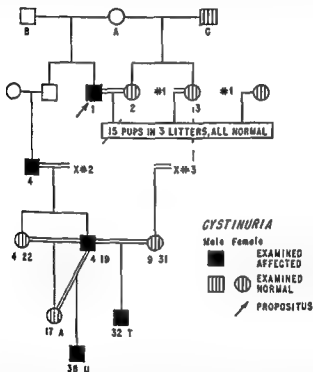 B A G
*1 *1
1 2 3
15 PUPS IN 3 LITTERS, ALL NORMAL
4 X*2 X*3
CYSTINURIA
Male Female
EXAMINED
AFFECTED
4 22 4 19 9 31
EXAMINED
NORMAL
PROPOSITUS
17 A 32 T
36 U